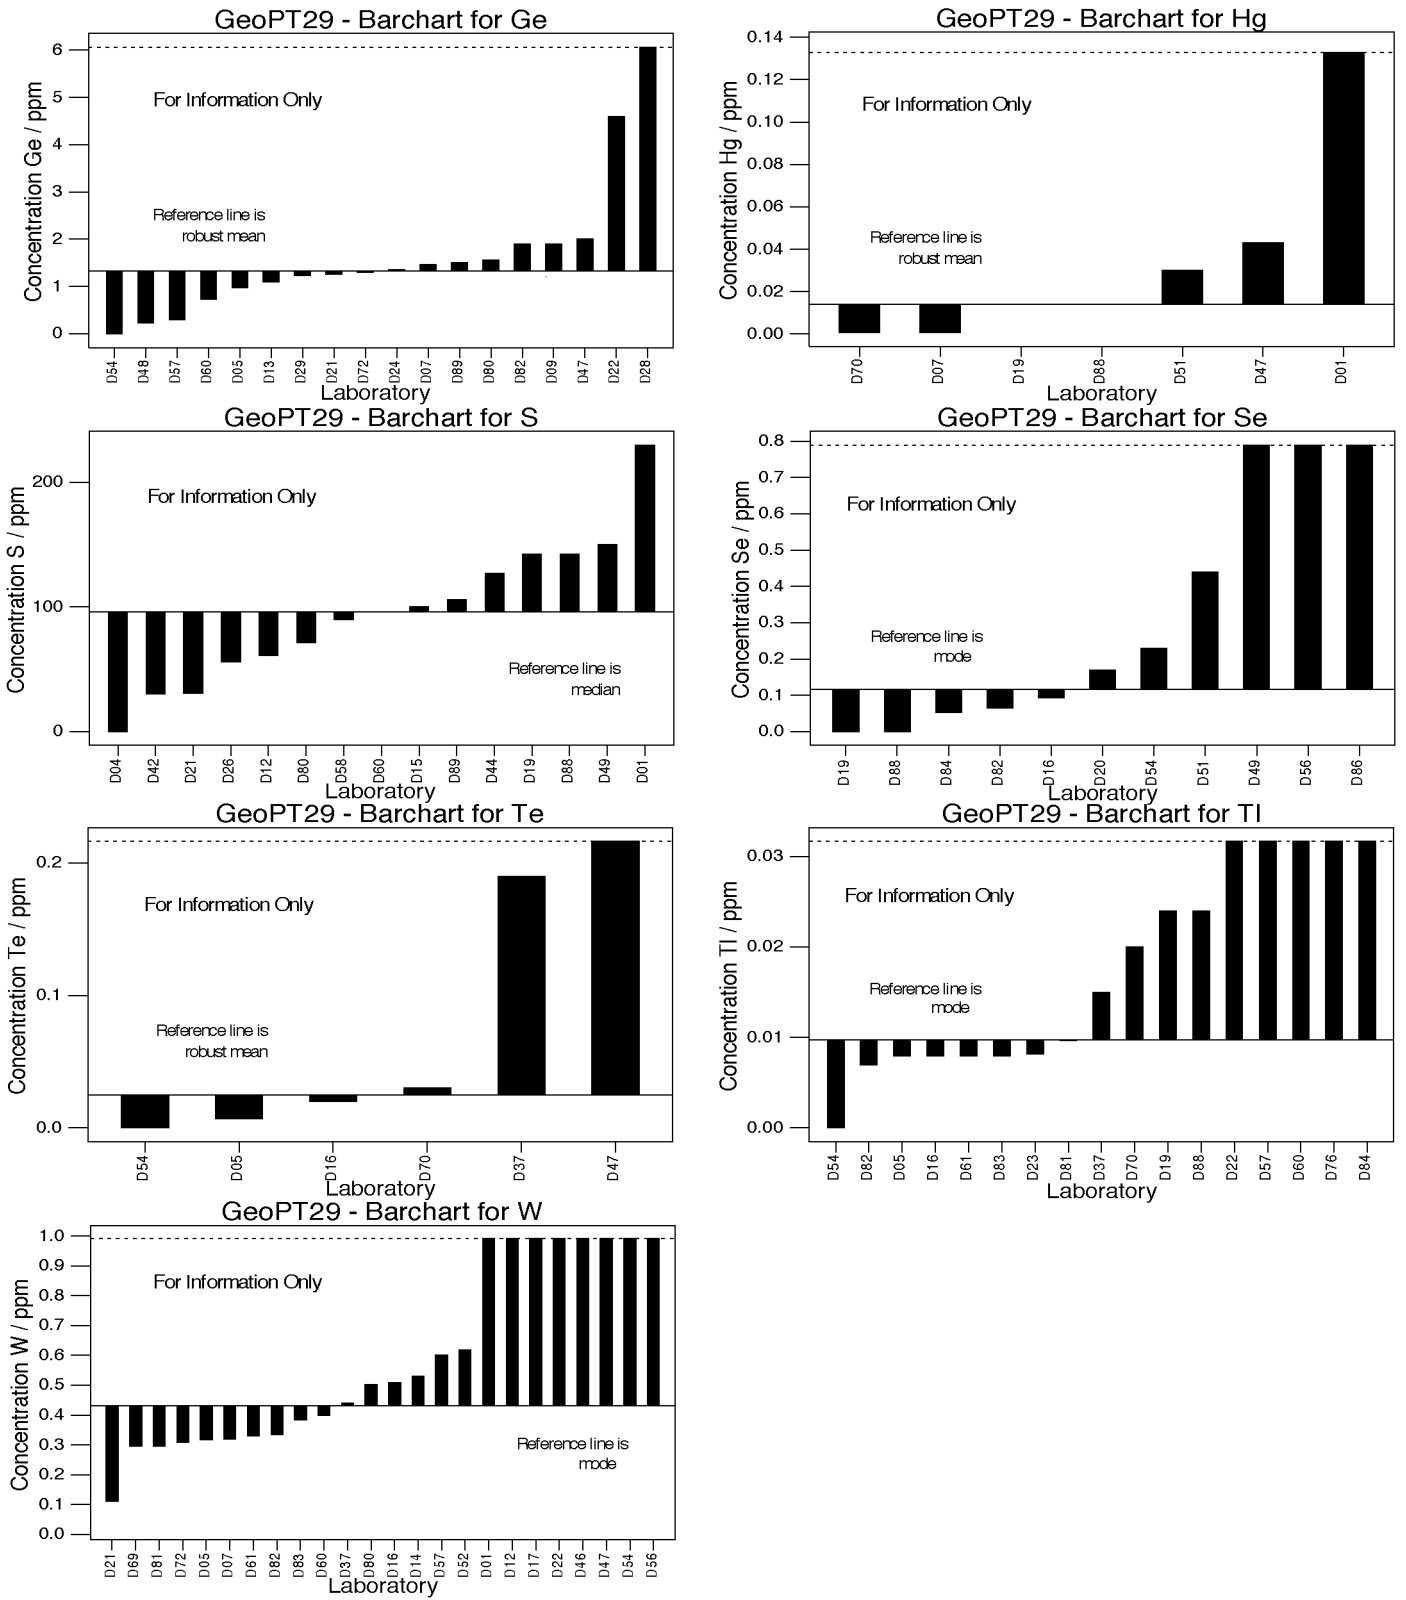 GeoPT29 - Barchart for Ge
Concentration Ge / ppm
6
5
4
3
2
1
0
For Information Only
Reference line is
robust mean
D54 D48 D57 D60 D05 D13 D29 D21 D72 D24 D07 D89 D80 D82 D09 D47 D22 D28
Laboratory
GeoPT29 - Barchart for Hg
Concentration Hg / ppm
0.14
0.12
0.10
0.08
0.06
0.04
0.02
0.00
For Information Only
Reference line is
robust mean
D70 D07 D19 D88 D51 D47 D01
Laboratory
GeoPT29 - Barchart for S
Concentration S / ppm
200
100
0
For Information Only
Reference line is
median
D04 D42 D21 D26 D12 D80 D58 D60 D15 D89 D44 D19 D88 D49 D01
Laboratory
GeoPT29 - Barchart for Se
Concentration Se / ppm
0.8
0.7
0.6
0.5
0.4
0.3
0.2
0.1
0.0
For Information Only
Reference line is
mode
D19 D88 D84 D82 D16 D20 D54 D51 D49 D56 D86
Laboratory
GeoPT29 - Barchart for Te
Concentration Te / ppm
0.2
0.1
0.0
For Information Only
Reference line is
robust mean
D54 D05 D16 D70 D37 D47
Laboratory
GeoPT29 - Barchart for Tl
Concentration Tl / ppm
0.03
0.02
0.01
0.00
For Information Only
Reference line is
mode
D54 D82 D05 D16 D61 D83 D23 D81 D37 D70 D19 D88 D22 D57 D60 D76 D84
Laboratory
GeoPT29 - Barchart for W
Concentration W / ppm
1.0
0.9
0.8
0.7
0.6
0.5
0.4
0.3
0.2
0.1
0.0
For Information Only
Reference line is
mode
D21 D69 D81 D72 D05 D07 D61 D82 D83 D60 D37 D80 D16 D14 D57 D52 D01 D12 D17 D22 D46 D47 D54 D56
Laboratory